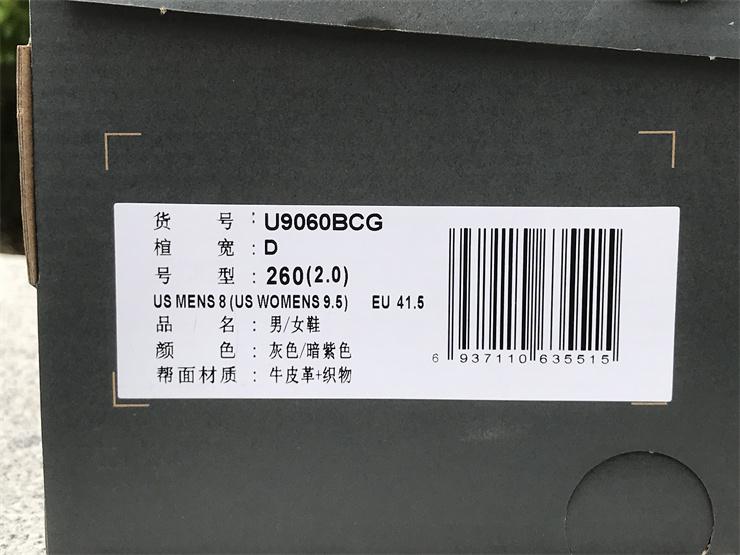 货 号：U9060BCG
楦 宽：D
号 型：260(2.0)
US MENS 8 (US WOMENS 9.5) EU 41.5
品 名：男/女鞋
颜 色：灰色/暗紫色
帮面材质：牛皮革+织物
6 937110 635515